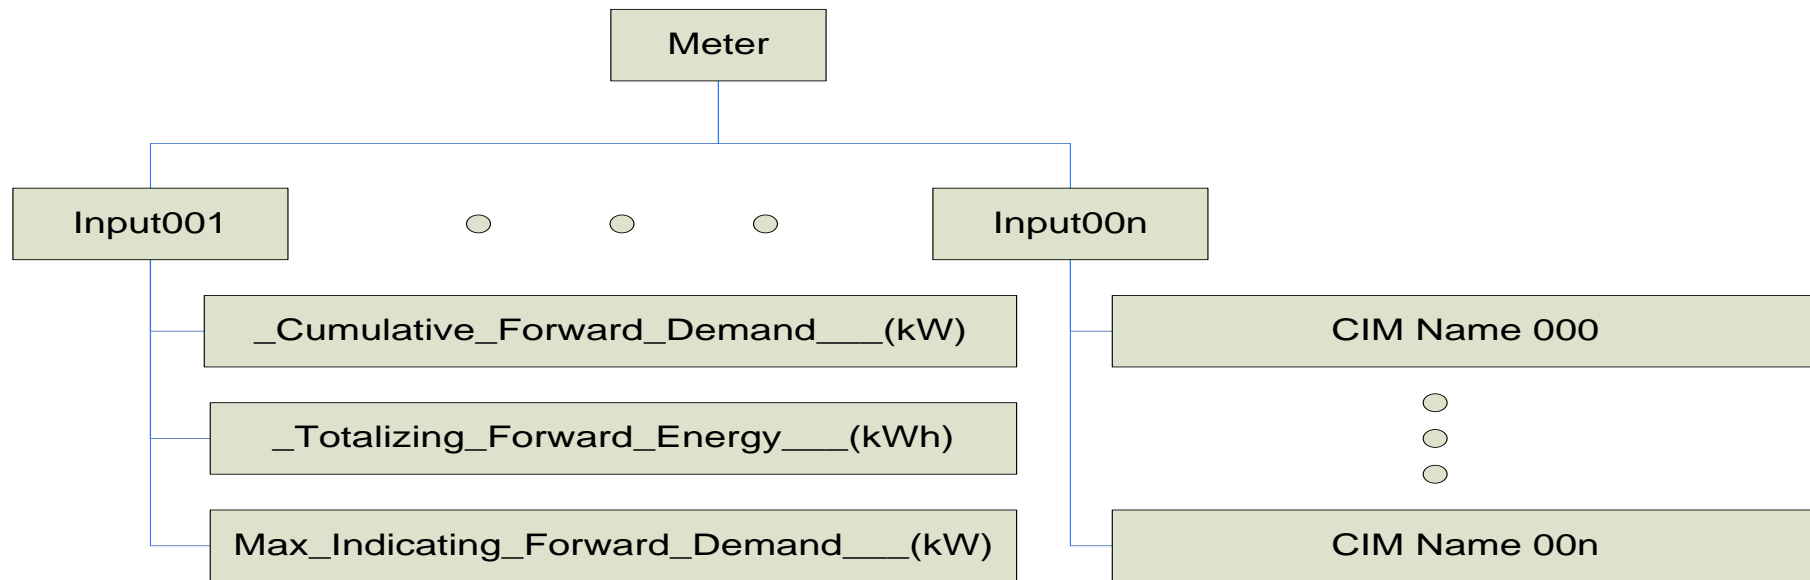 Meter
Input001
Input00n
_Cumulative_Forward_Demand___(kW)
CIM Name 000
_Totalizing_Forward_Energy___(kWh)
Max_Indicating_Forward_Demand___(kW)
CIM Name 00n